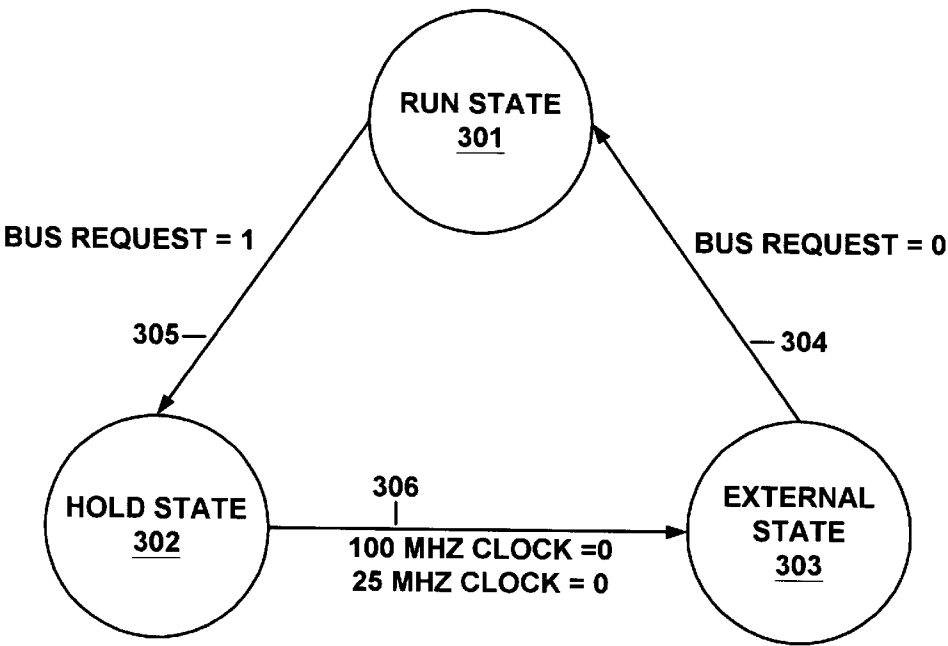 RUN STATE
301
BUS REQUEST = 1
BUS REQUEST = 0
305
304
HOLD STATE
302
306
100 MHZ CLOCK =0
25 MHZ CLOCK = 0
EXTERNAL
STATE
303